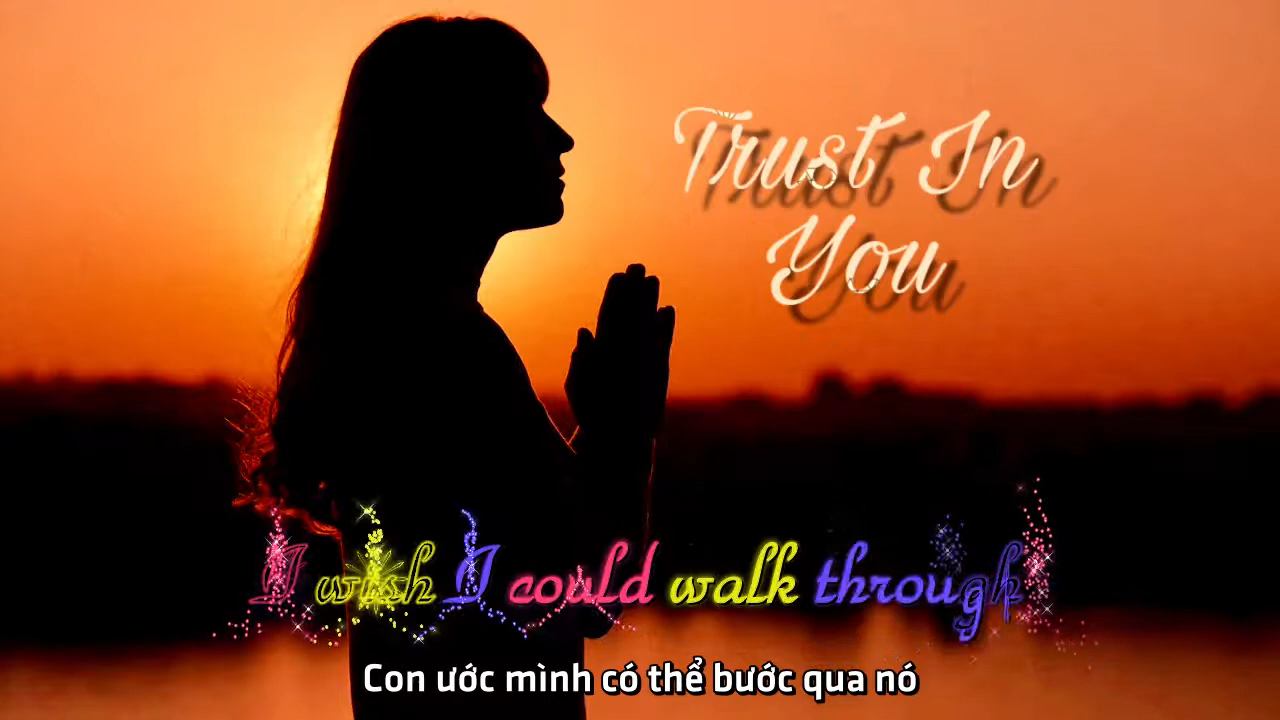 Trust In
You
I wish I could walk through
Con ước mình có thể bước qua nó